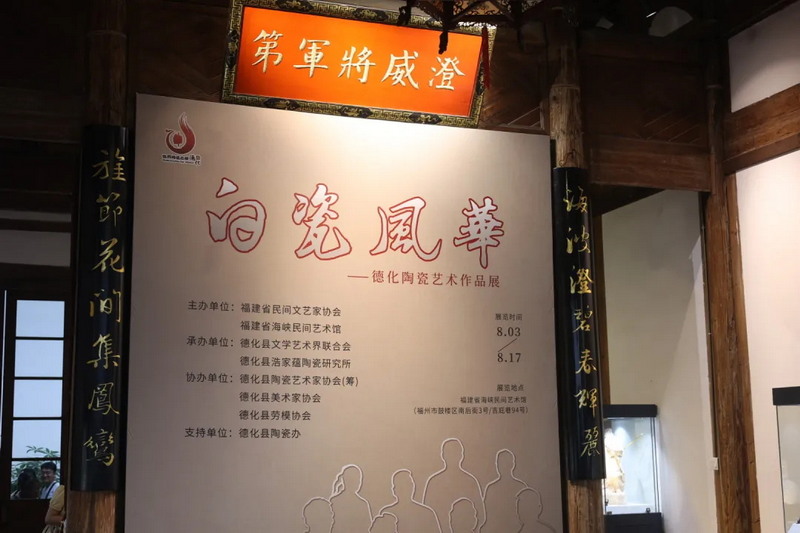 澄威將軍第
海波澄碧春輝麗
旌節花間集鳳鸞
白瓷風華
——德化陶瓷艺术作品展
主办单位：福建省民间文艺家协会
福建省海峡民间艺术馆
承办单位：德化县文学艺术界联合会
德化县浩家蕴陶瓷研究所
协办单位：德化县陶瓷艺术家协会(筹)
德化县美术家协会
德化县劳模协会
支持单位：德化县陶瓷办
展览时间
8.03
8.17
展览地点
福建省海峡民间艺术馆
（福州市鼓楼区南后街3号/吉庇巷94号）